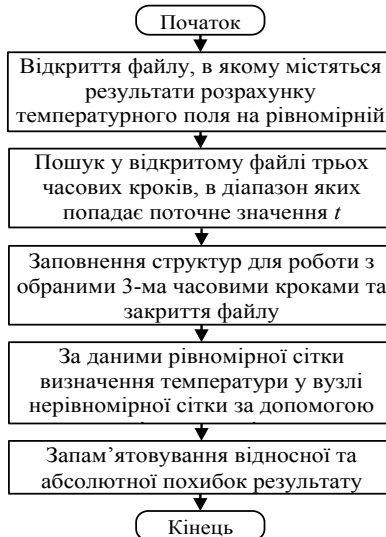 Початок
Відкриття файлу, в якому містяться
результати розрахунку
температурного поля на рівномірній
Пошук у відкритому файлі трьох
часових кроків, в діапазон яких
попадає поточне значення t
Заповнення структур для роботи з
обраними 3-ма часовими кроками та
закриття файлу
За даними рівномірної сітки
визначення температури у вузлі
нерівномірної сітки за допомогою
Запам’ятовування відносної та
абсолютної похибок результату
Кінець